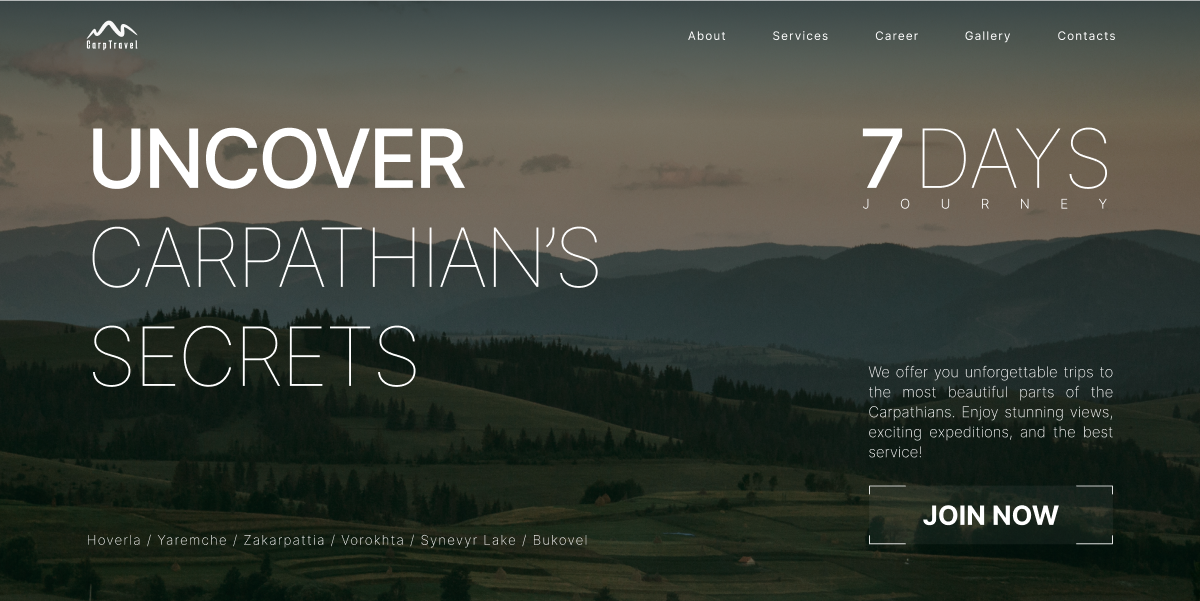 CarpTravel
About Services Career Gallery Contacts
UNCOVER
CARPATHIAN’S
SECRETS
7 DAYS
JOURNEY
We offer you unforgettable trips to
the most beautiful parts of the
Carpathians. Enjoy stunning views,
exciting expeditions, and the best
service!
JOIN NOW
Hoverla / Yaremche / Zakarpattia / Vorokhta / Synevyr Lake / Bukovel